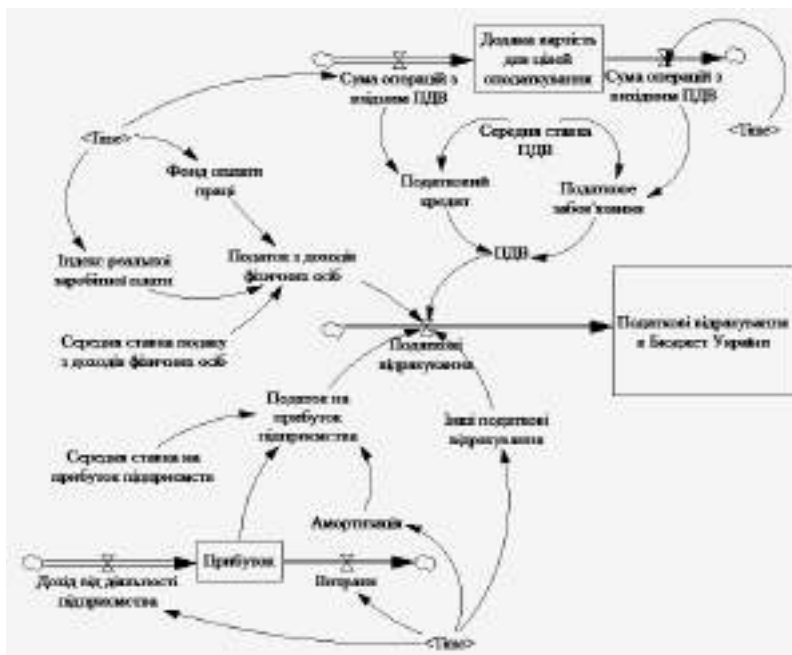 Додана вартість
для цілей
оподаткування
Сума операцій з
вхідним ПДВ
Сума операцій з
вихідним ПДВ
<Time>
<Time>
Середня ставка
ПДВ
Фонд оплати
праці
Податковий
кредит
Податкове
забов'язання
Індекс реальної
заробітної плати
Податок з доходів
фізичних осіб
ПДВ
Середня ставка подаку
з доходів фізичних осіб
Податкові
відрахування
Податкові відрахування
в Бюджет України
Податок на
прибуток
підприємства
Інші податкові
відрахування
Середня ставка на
прибуток підприємств
Амортизація
Прибуток
Дохід від діяльності
підприємства
Витрати
<Time>